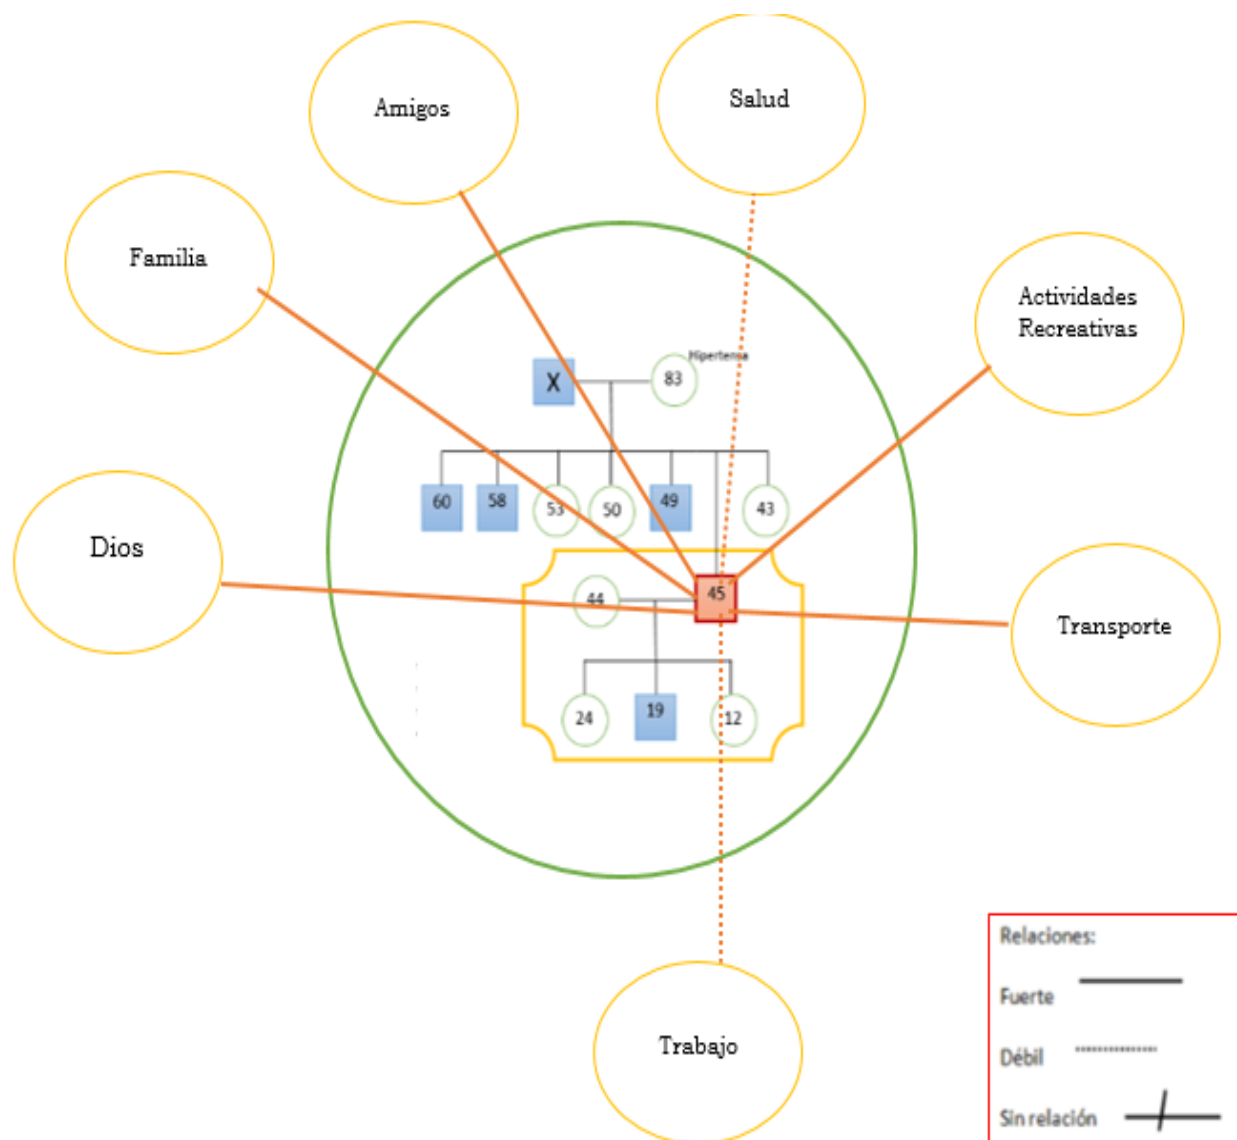 Amigos
Salud
Familia
Actividades
Recreativas
Hipertensa
X
83
60
58
53
50
49
43
Dios
44
45
Transporte
24
19
12
Trabajo
Relaciones:
Fuerte
Débil
Sin relación